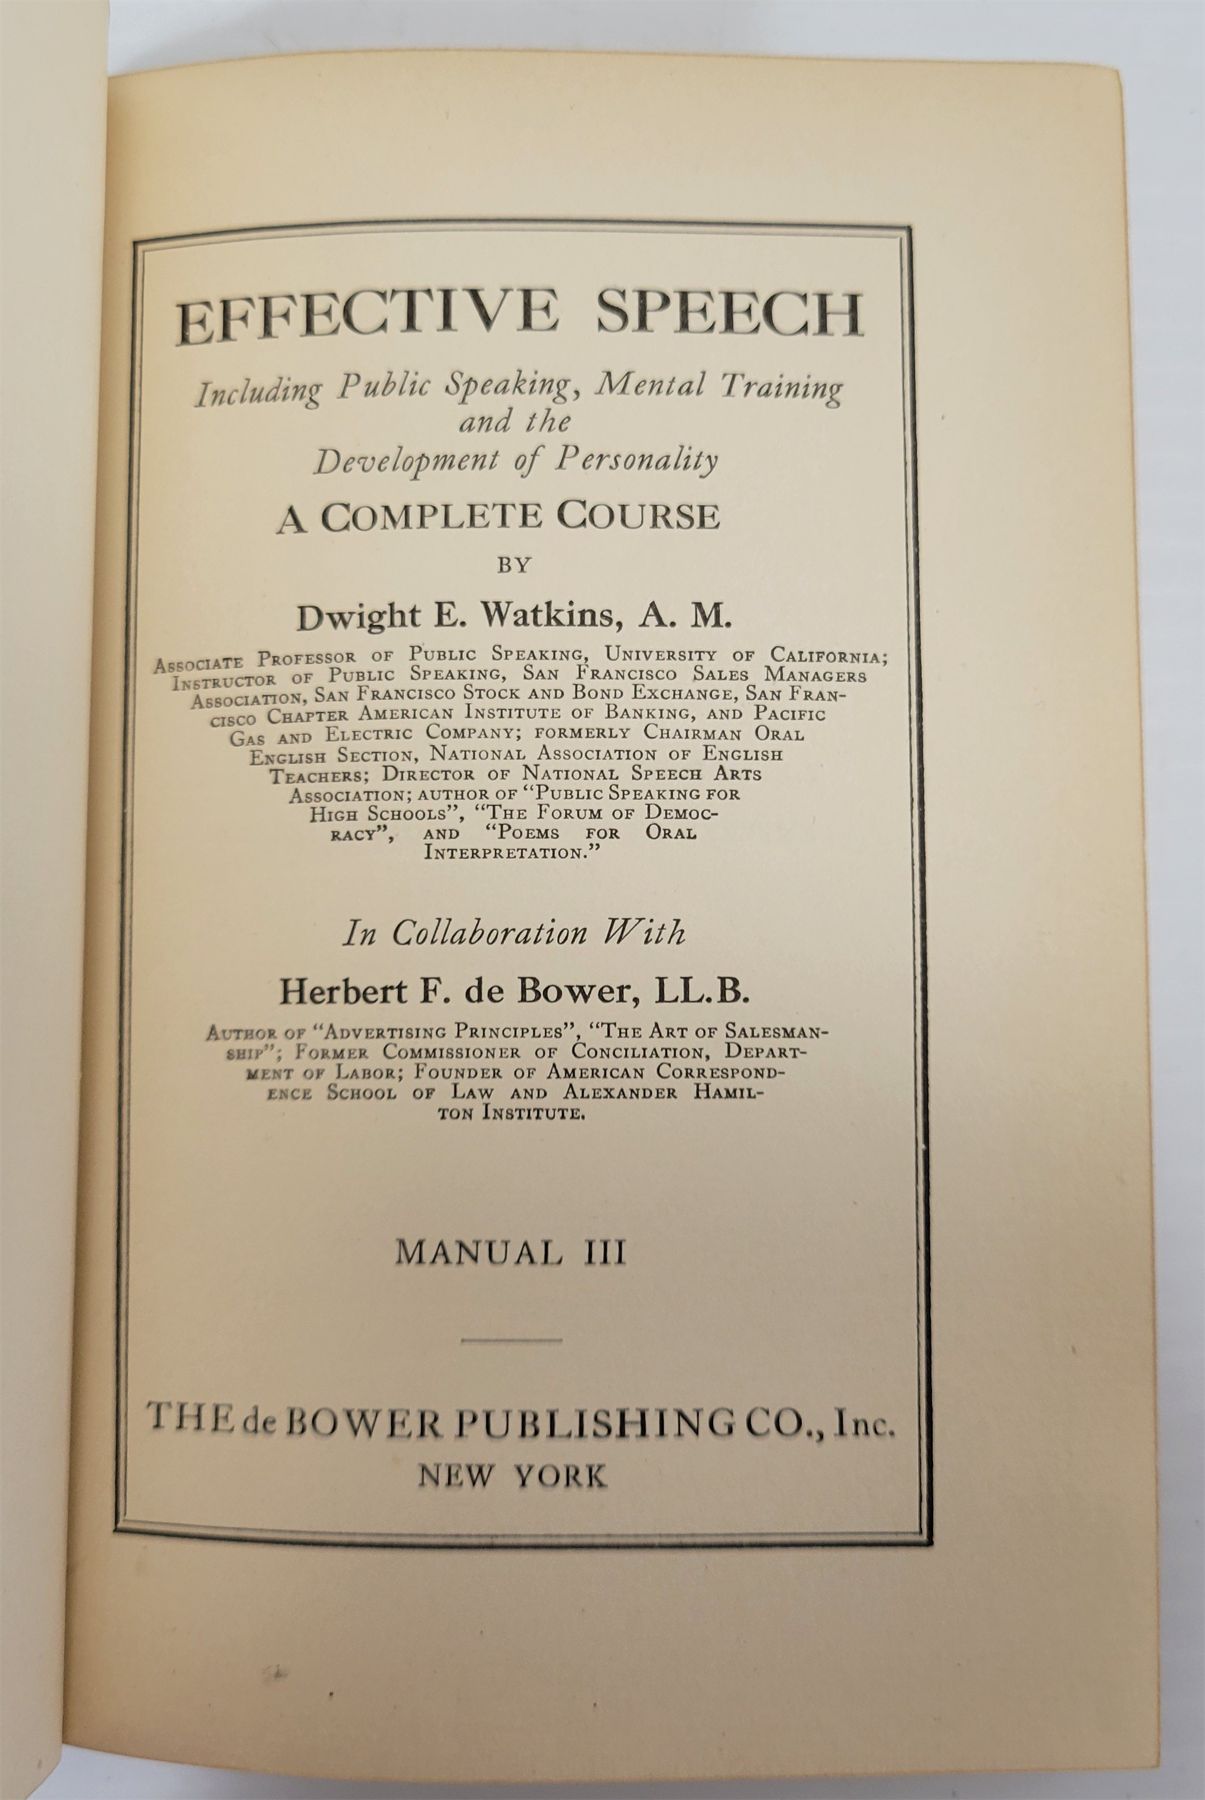 EFFECTIVE SPEECH
Including Public Speaking, Mental Training
and the
Development of Personality
A COMPLETE COURSE
BY
Dwight E. Watkins, A. M.
ASSOCIATE PROFESSOR OF PUBLIC SPEAKING, UNIVERSITY OF CALIFORNIA;
INSTRUCTOR OF PUBLIC SPEAKING, SAN FRANCISCO SALES MANAGERS
ASSOCIATION, SAN FRANCISCO STOCK AND BOND EXCHANGE, SAN FRAN-
CISCO CHAPTER AMERICAN INSTITUTE OF BANKING, AND PACIFIC
GAS AND ELECTRIC COMPANY; FORMERLY CHAIRMAN ORAL
ENGLISH SECTION, NATIONAL ASSOCIATION OF ENGLISH
TEACHERS; DIRECTOR OF NATIONAL SPEECH ARTS
ASSOCIATION; AUTHOR OF "PUBLIC SPEAKING FOR
HIGH SCHOOLS", "THE FORUM OF DEMOC-
RACY", AND "POEMS FOR ORAL
INTERPRETATION."
In Collaboration With
Herbert F. de Bower, LL.B.
AUTHOR OF "ADVERTISING PRINCIPLES", "THE ART OF SALESMAN-
SHIP"; FORMER COMMISSIONER OF CONCILIATION, DEPART-
MENT OF LABOR; FOUNDER OF AMERICAN CORRESPOND-
ENCE SCHOOL OF LAW AND ALEXANDER HAMIL-
TON INSTITUTE.
MANUAL III
THE de BOWER PUBLISHING CO., Inc.
NEW YORK